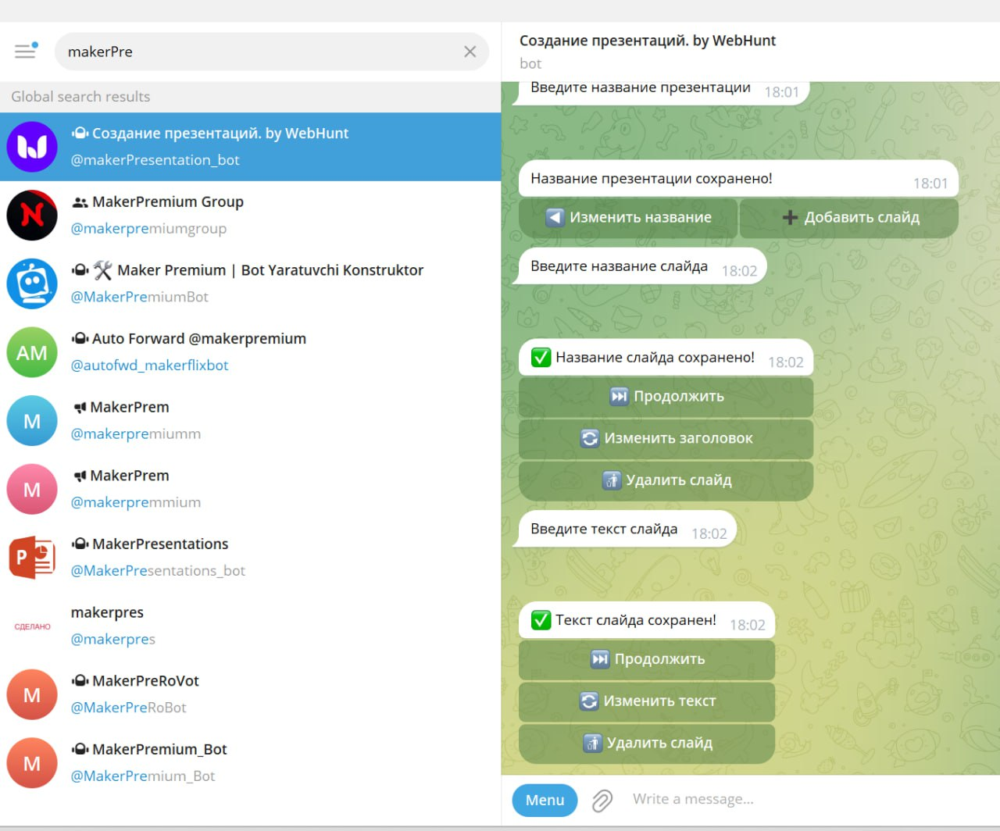 makerPre
Global search results
Создание презентаций. by WebHunt
@makerPresentation_bot
MakerPremium Group
@makerpremiumgroup
Maker Premium | Bot Yaratuvchi Konstruktor
@MakerPremiumBot
AM
Auto Forward @makerpremium
@autofwd_makerflixbot
M
MakerPrem
@makerpremiumm
M
MakerPrem
@makerpremmium
P
MakerPresentations
@MakerPresentations_bot
СДЕЛАНО
makerpres
@makerpres
M
MakerPreRoVot
@MakerPreRoBot
M
MakerPremium_Bot
@MakerPremium_Bot
Создание презентаций. by WebHunt
bot
Введите название презентации 18:01
Название презентации сохранено! 18:01
Изменить название
Добавить слайд
Введите название слайда 18:02
Название слайда сохранено! 18:02
Продолжить
Изменить заголовок
Удалить слайд
Введите текст слайда 18:02
Текст слайда сохранен! 18:02
Продолжить
Изменить текст
Удалить слайд
Menu
Write a message...